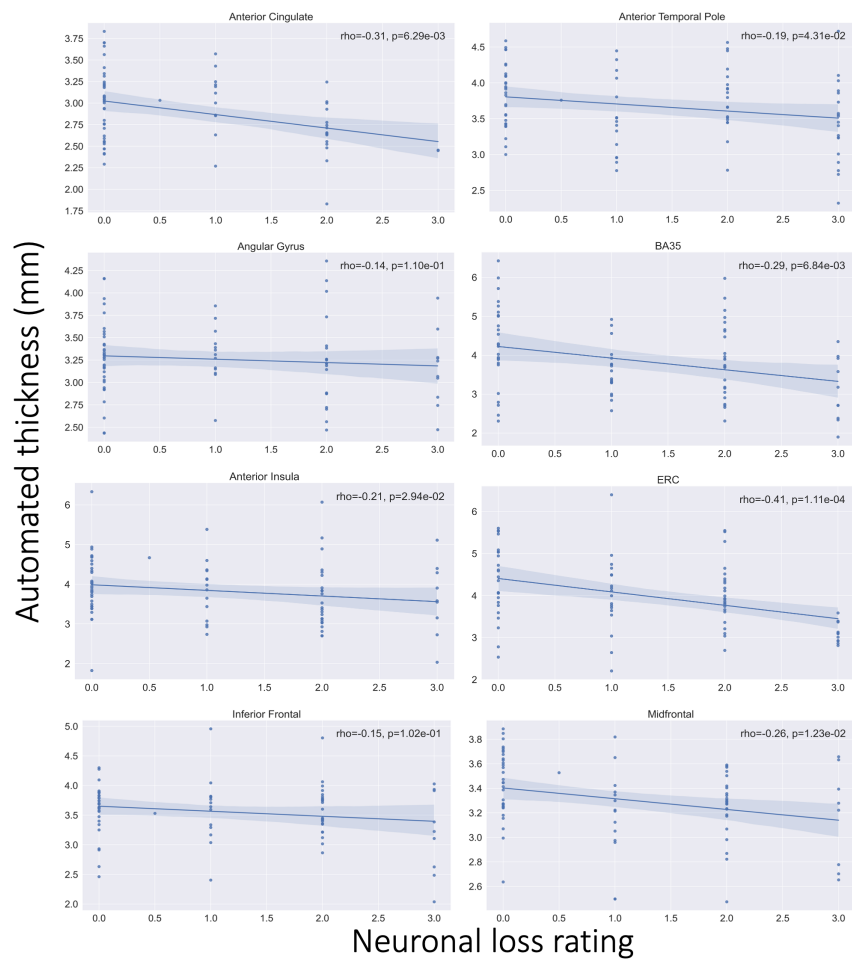 Anterior Cingulate
rho=-0.31, p=6.29e-03
3.75
3.50
3.25
3.00
2.75
2.50
2.25
2.00
1.75
0.0 0.5 1.0 1.5 2.0 2.5 3.0
Anterior Temporal Pole
rho=-0.19, p=4.31e-02
4.5
4.0
3.5
3.0
2.5
0.0 0.5 1.0 1.5 2.0 2.5 3.0
Automated thickness (mm)
Angular Gyrus
rho=-0.14, p=1.10e-01
4.25
4.00
3.75
3.50
3.25
3.00
2.75
2.50
0.0 0.5 1.0 1.5 2.0 2.5 3.0
BA35
rho=-0.29, p=6.84e-03
6
5
4
3
2
0.0 0.5 1.0 1.5 2.0 2.5 3.0
Anterior Insula
rho=-0.21, p=2.94e-02
6
5
4
3
2
0.0 0.5 1.0 1.5 2.0 2.5 3.0
ERC
rho=-0.41, p=1.11e-04
6
5
4
3
2
0.0 0.5 1.0 1.5 2.0 2.5 3.0
Inferior Frontal
rho=-0.15, p=1.02e-01
5.0
4.5
4.0
3.5
3.0
2.5
2.0
0.0 0.5 1.0 1.5 2.0 2.5 3.0
Midfrontal
rho=-0.26, p=1.23e-02
3.8
3.6
3.4
3.2
3.0
2.8
2.6
0.0 0.5 1.0 1.5 2.0 2.5 3.0
Neuronal loss rating